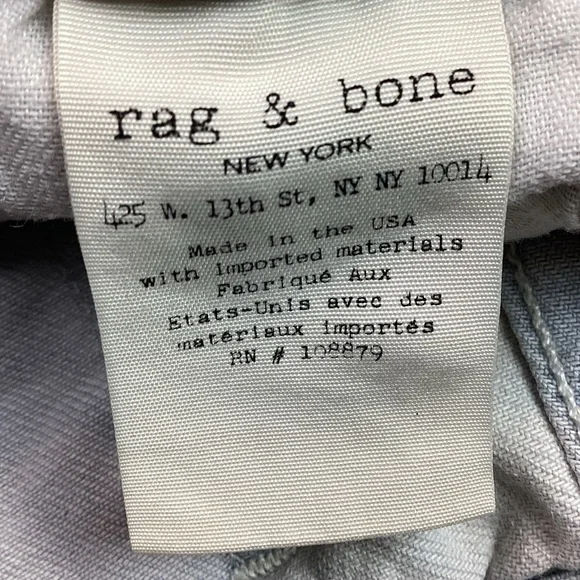 rag & bone
NEW YORK
425 W. 13th St, NY NY 10014
Made in the USA
with imported materials
Fabriqué Aux
Etats-Unis avec des
matériaux importés
RN # 108879